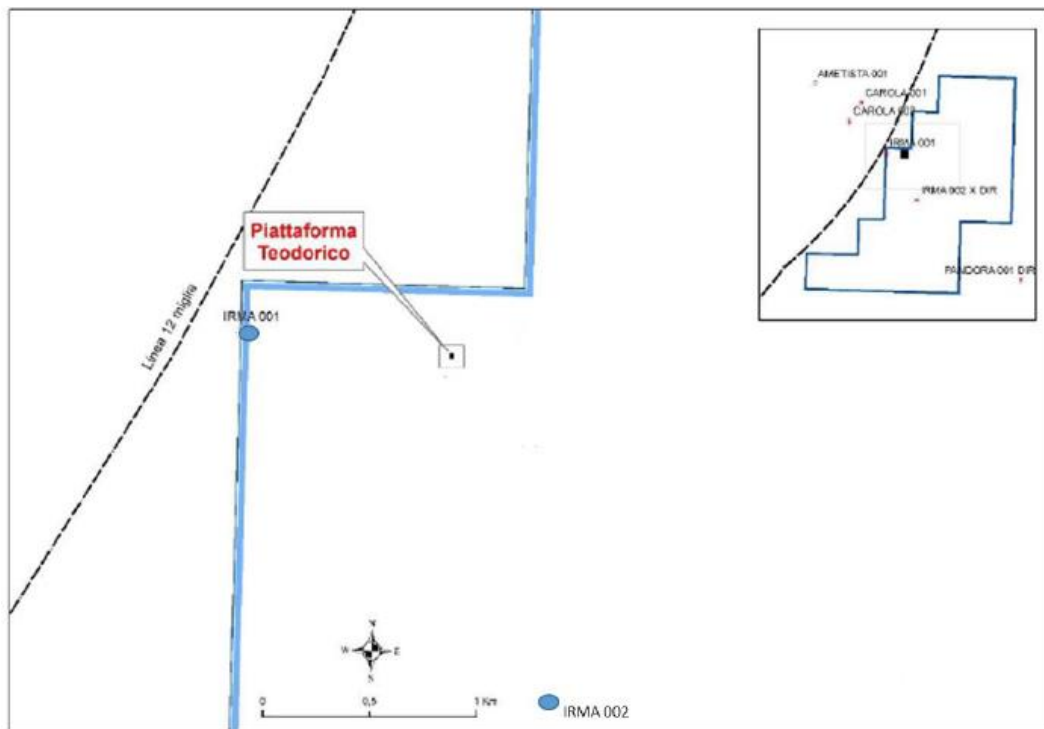 AMETISTA 001
CAROLA 001
CAROLA 002
IRMA 001
IRMA 002 X DIR
PANDORA 001 DIR
Piattaforma
Teodorico
Linea 12 miglia
IRMA 001
N
W E
S
0 0,5 1 Km
IRMA 002